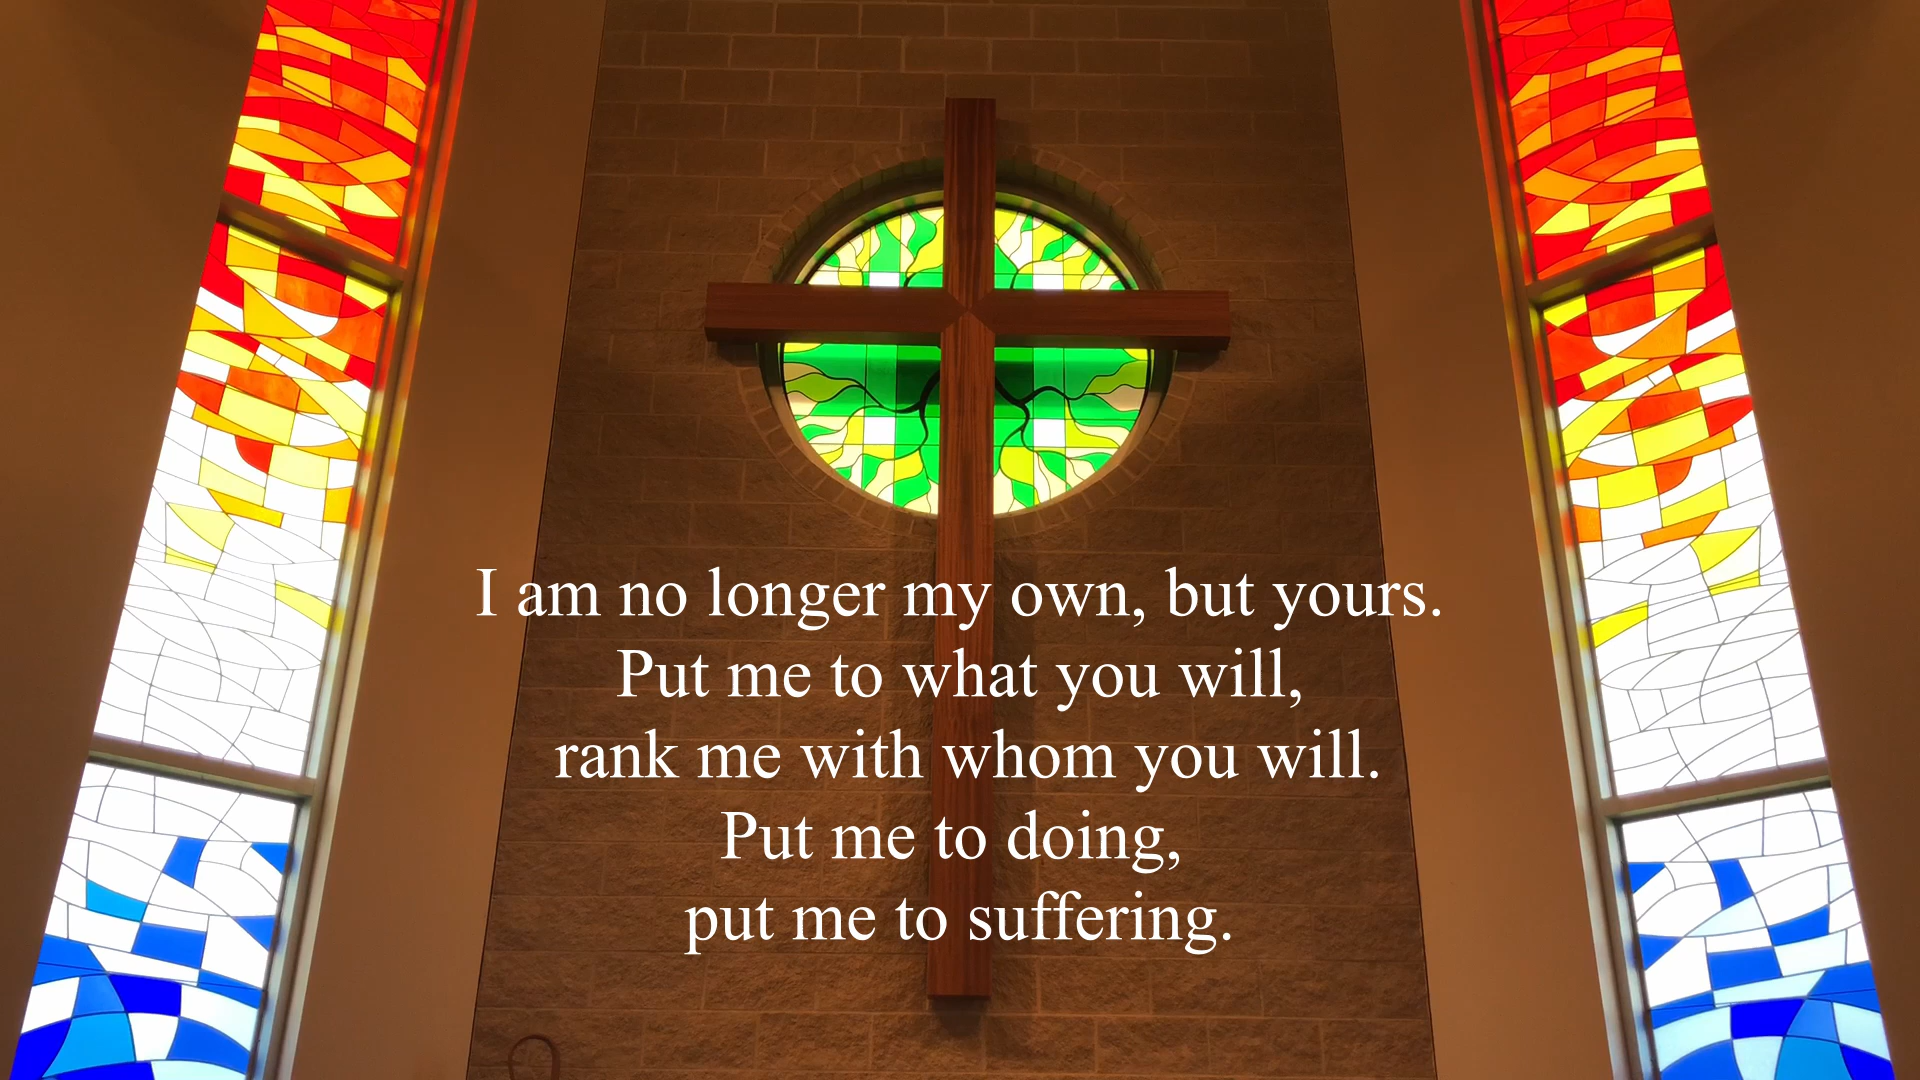 I am no longer my own, but yours.
Put me to what you will,
rank me with whom you will.
Put me to doing,
put me to suffering.